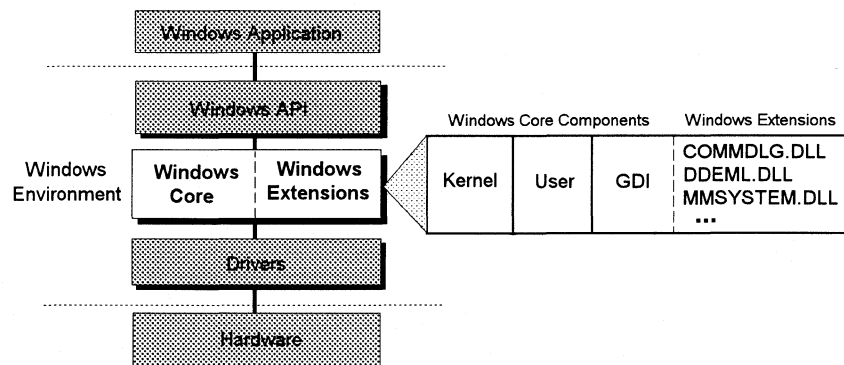 Windows Application
Windows API
Windows Core Components
Windows Extensions
Windows
Environment
Windows
Core
Windows
Extensions
Kernel
User
GDI
COMMDLG.DLL
DDEML.DLL
MMSYSTEM.DLL
...
Drivers
Hardware